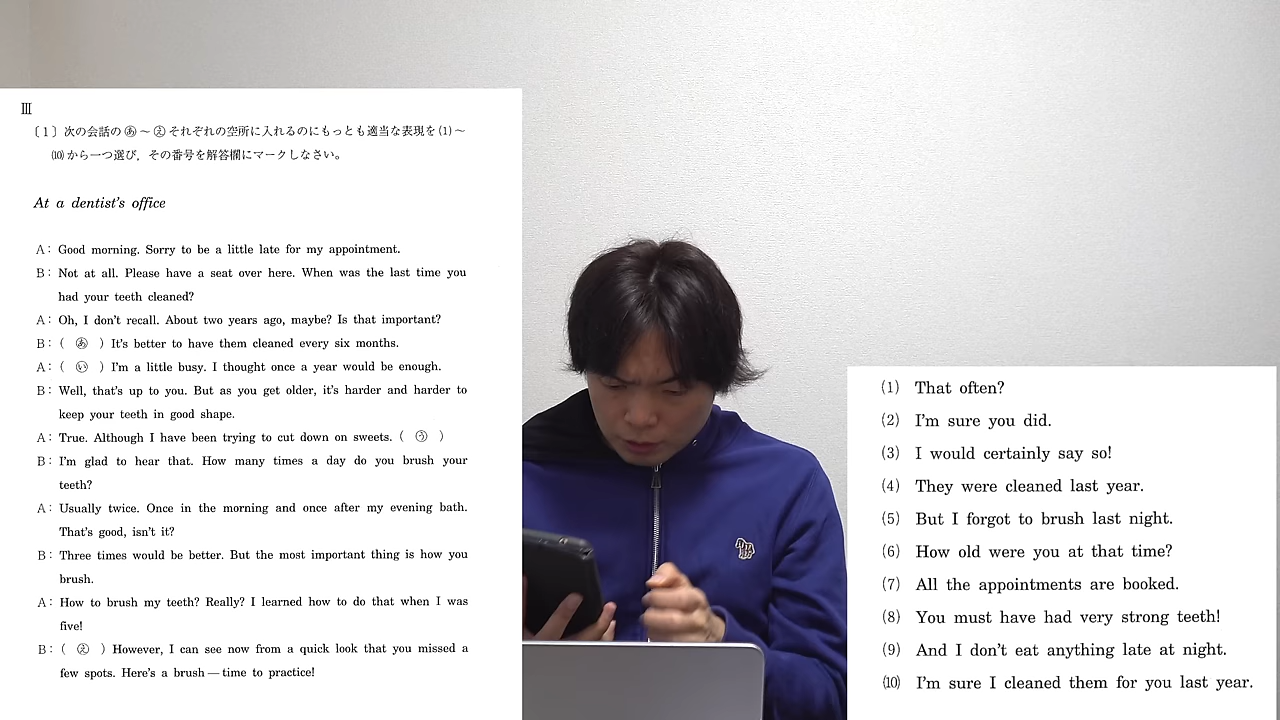 Ⅲ
〔1〕次の会話の㋐～㋓それぞれの空所に入れるのにもっとも適当な表現を(1)～
(10)から一つ選び，その番号を解答欄にマークしなさい。
At a dentist's office
A: Good morning. Sorry to be a little late for my appointment.
B: Not at all. Please have a seat over here. When was the last time you
had your teeth cleaned?
A: Oh, I don't recall. About two years ago, maybe? Is that important?
B: ( あ ) It's better to have them cleaned every six months.
A: ( い ) I'm a little busy. I thought once a year would be enough.
B: Well, that's up to you. But as you get older, it's harder and harder to
keep your teeth in good shape.
A: True. Although I have been trying to cut down on sweets. ( う )
B: I'm glad to hear that. How many times a day do you brush your
teeth?
A: Usually twice. Once in the morning and once after my evening bath.
That's good, isn't it?
B: Three times would be better. But the most important thing is how you
brush.
A: How to brush my teeth? Really? I learned how to do that when I was
five!
B: ( え ) However, I can see now from a quick look that you missed a
few spots. Here's a brush — time to practice!
(1) That often?
(2) I'm sure you did.
(3) I would certainly say so!
(4) They were cleaned last year.
(5) But I forgot to brush last night.
(6) How old were you at that time?
(7) All the appointments are booked.
(8) You must have had very strong teeth!
(9) And I don't eat anything late at night.
(10) I'm sure I cleaned them for you last year.